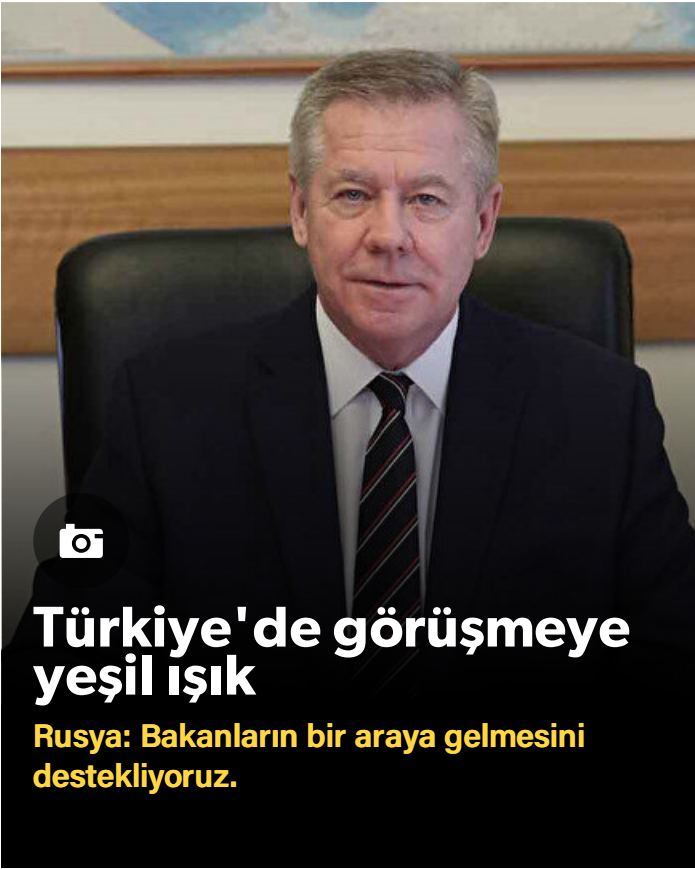 Türkiye'de görüşmeye
yeşil ışık
Rusya: Bakanların bir araya gelmesini
destekliyoruz.